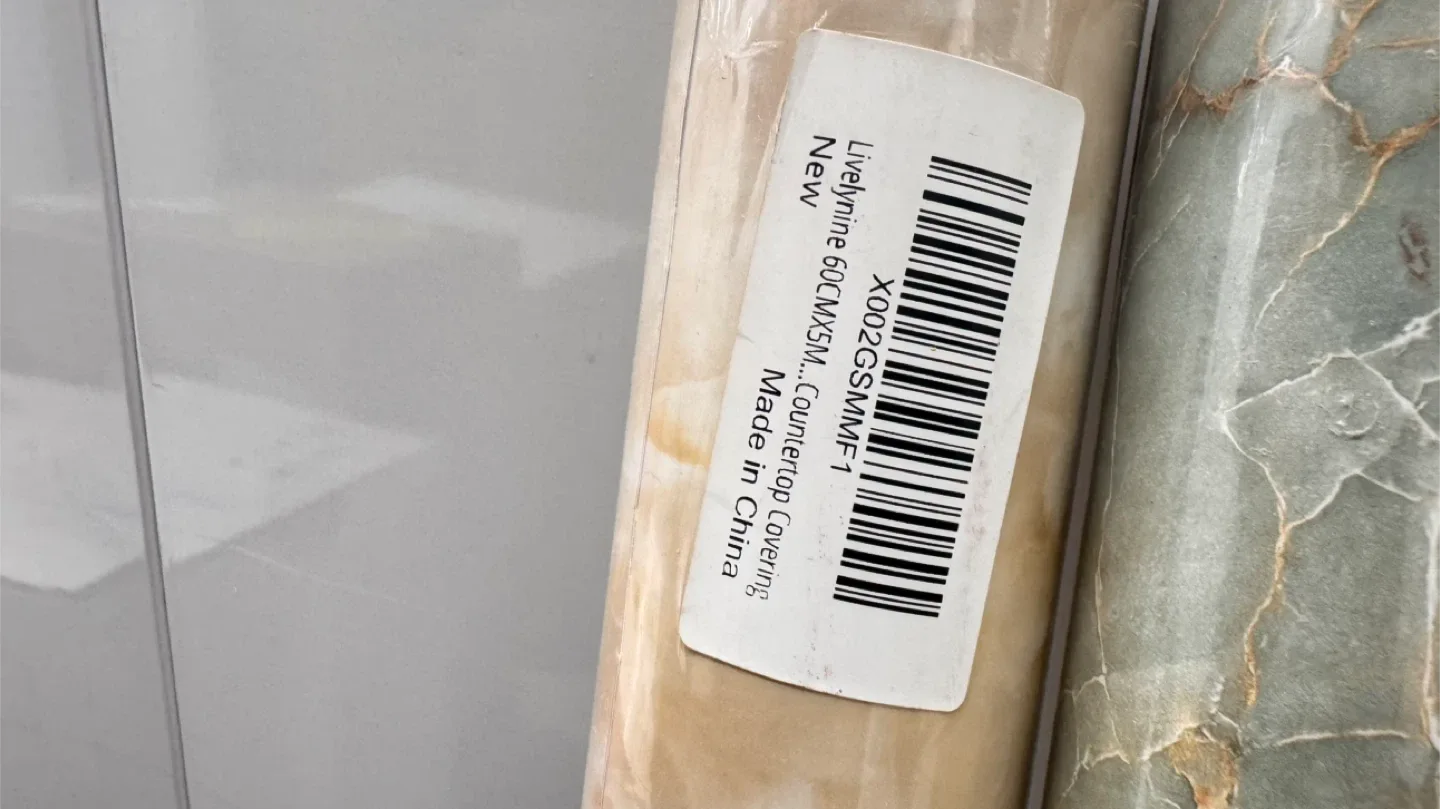 X002GSMMF1
Livelynine 60CMX5M...Countertop Covering
New
Made in China